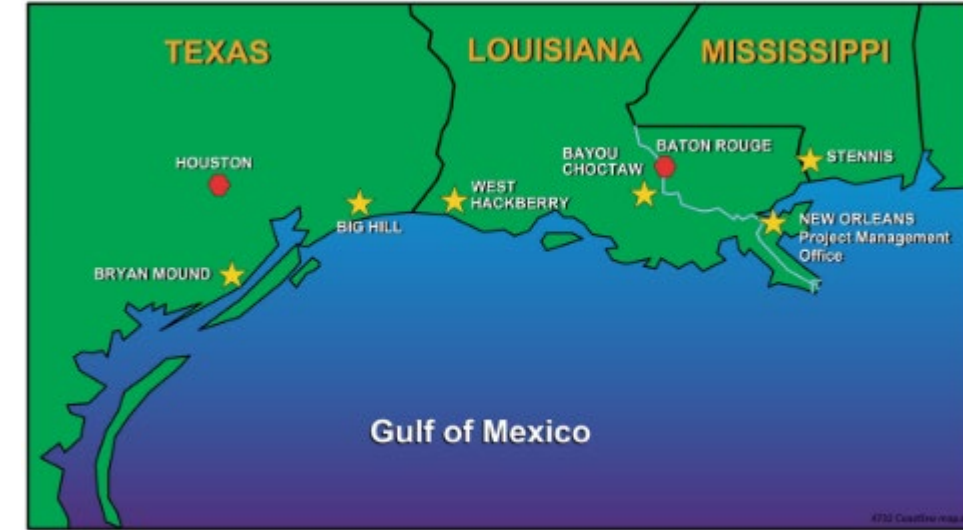 TEXAS
LOUISIANA
MISSISSIPPI
HOUSTON
BAYOU
CHOCTAW
BATON ROUGE
STENNIS
WEST
HACKBERRY
BIG HILL
NEW ORLEANS
Project Management
Office
BRYAN MOUND
Gulf of Mexico